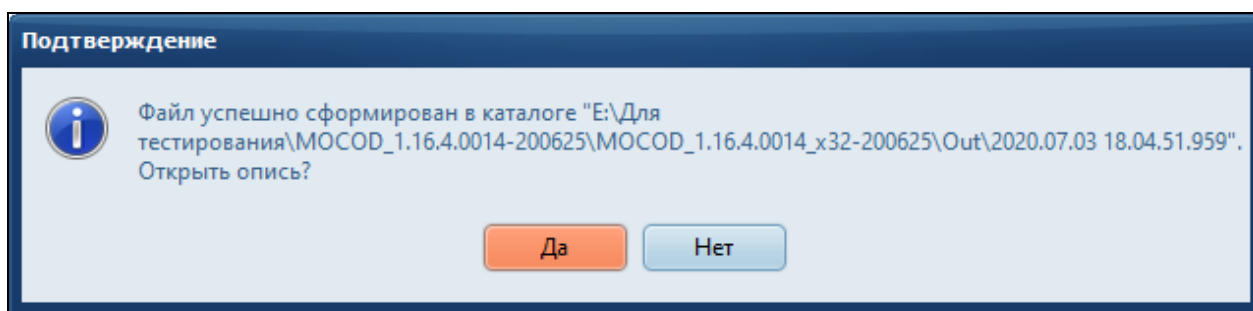 Подтверждение
Файл успешно сформирован в каталоге "E:\Для
тестирования\MOCOD_1.16.4.0014-200625\MOCOD_1.16.4.0014_x32-200625\Out\2020.07.03 18.04.51.959".
Открыть опись?
Да Нет